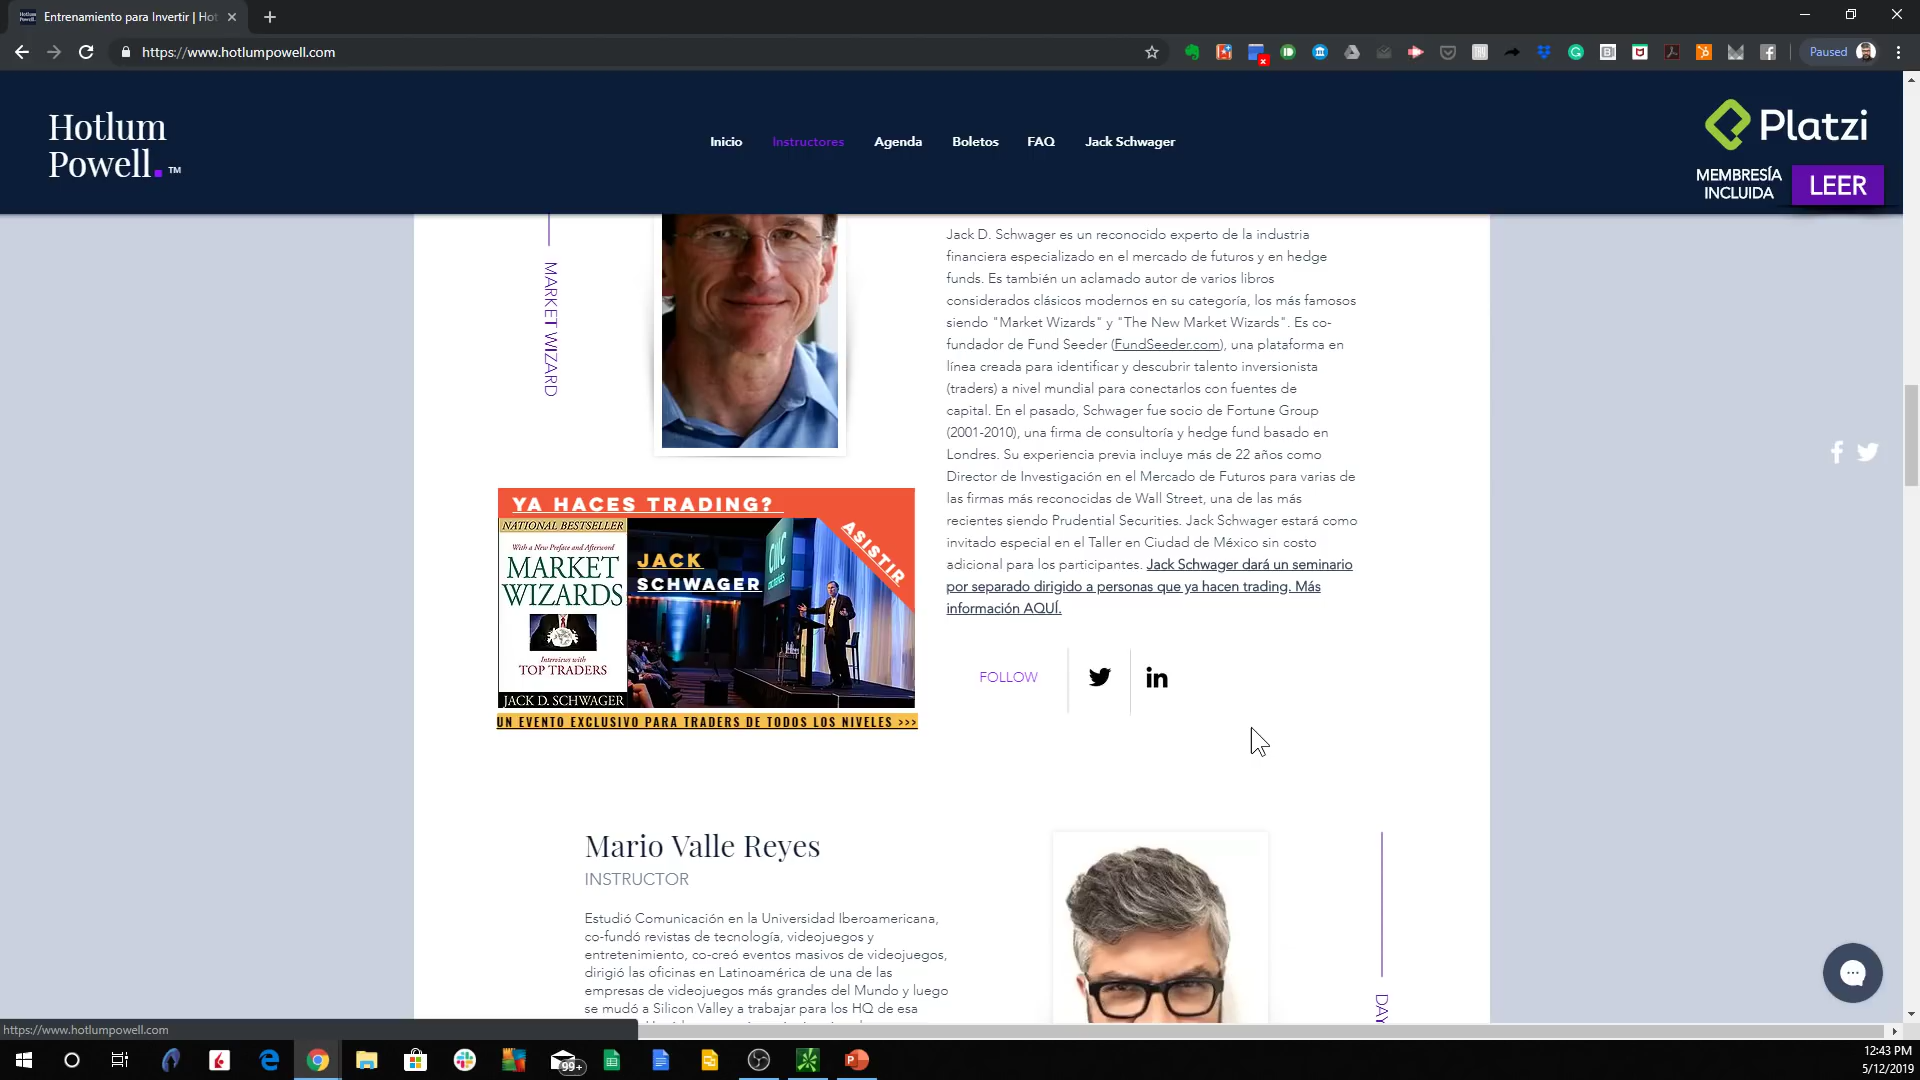 Entrenamiento para Invertir | Hot
https://www.hotlumpowell.com
Paused
Hotlum
Powell.™
Inicio
Instructores
Agenda
Boletos
FAQ
Jack Schwager
Platzi
MEMBRESÍA
INCLUIDA
LEER
MARKET WIZARD
Jack D. Schwager es un reconocido experto de la industria
financiera especializado en el mercado de futuros y en hedge
funds. Es también un aclamado autor de varios libros
considerados clásicos modernos en su categoría, los más famosos
siendo "Market Wizards" y "The New Market Wizards". Es co-
fundador de Fund Seeder (FundSeeder.com), una plataforma en
línea creada para identificar y descubrir talento inversionista
(traders) a nivel mundial para conectarlos con fuentes de
capital. En el pasado, Schwager fue socio de Fortune Group
(2001-2010), una firma de consultoría y hedge fund basado en
Londres. Su experiencia previa incluye más de 22 años como
Director de Investigación en el Mercado de Futuros para varias de
las firmas más reconocidas de Wall Street, una de las más
recientes siendo Prudential Securities. Jack Schwager estará como
invitado especial en el Taller en Ciudad de México sin costo
adicional para los participantes. Jack Schwager dará un seminario
por separado dirigido a personas que ya hacen trading. Más
información AQUÍ.
YA HACES TRADING?
ASISTIR
NATIONAL BESTSELLER
With a New Preface and Afterword
MARKET
WIZARDS
Interviews with
TOP TRADERS
JACK D. SCHWAGER
JACK
SCHWAGER
cmc
UN EVENTO EXCLUSIVO PARA TRADERS DE TODOS LOS NIVELES >>>
FOLLOW
Mario Valle Reyes
INSTRUCTOR
Estudió Comunicación en la Universidad Iberoamericana,
co-fundó revistas de tecnología, videojuegos y
entretenimiento, co-creó eventos masivos de videojuegos,
dirigió las oficinas en Latinoamérica de una de las
empresas de videojuegos más grandes del Mundo y luego
se mudó a Silicon Valley a trabajar para los HQ de esa
DAY
https://www.hotlumpowell.com
99+
12:43 PM
5/12/2019